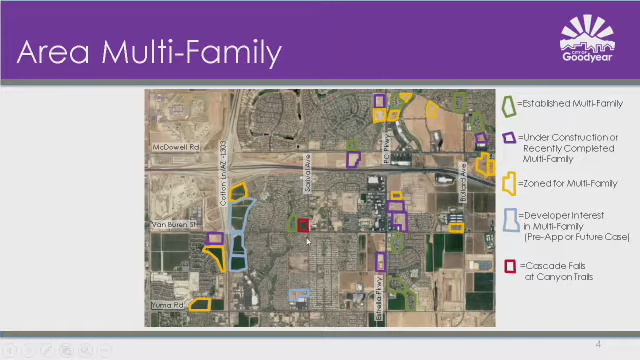 Area Multi-Family
CITY OF
Goodyear
McDowell Rd
Cotton Ln/AZ-L303
Sarival Ave
PC Pkwy
Bullard Ave
Van Buren St
Estrella Pkwy
Yuma Rd
=Established Multi-Family
=Under Construction or
Recently Completed
Multi-Family
=Zoned for Multi-Family
=Developer Interest
in Multi-Family
(Pre-App or Future Case)
=Cascade Falls
at Canyon Trails
4